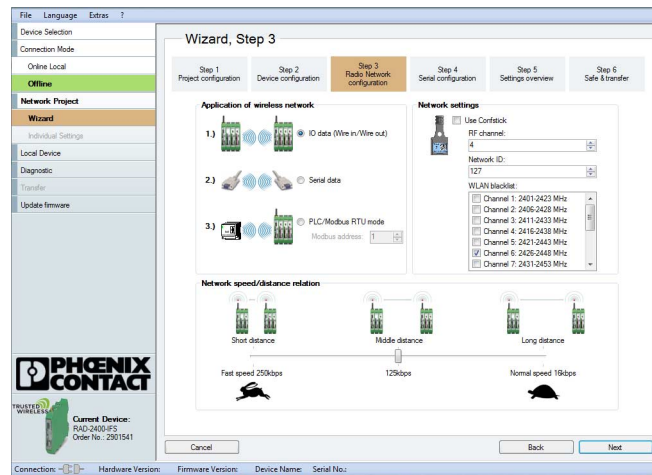 File Language Extras ?
Device Selection
Connection Mode
Online Local
Offline
Network Project
Wizard
Individual Settings
Local Device
Diagnostic
Transfer
Update firmware
PHŒNIX
CONTACT
TRUSTED
WIRELESS
Current Device:
RAD-2400-IFS
Order No.: 2901541
Wizard, Step 3
Step 1
Project configuration
Step 2
Device configuration
Step 3
Radio Network
configuration
Step 4
Serial configuration
Step 5
Settings overview
Step 6
Safe & transfer
Application of wireless network
1.) IO data (Wire in/Wire out)
2.) Serial data
3.) PLC/Modbus RTU mode
Modbus address: 1
Network settings
Use Confstick
RF channel:
4
Network ID:
127
WLAN blacklist:
Channel 1: 2401-2423 MHz
Channel 2: 2406-2428 MHz
Channel 3: 2411-2433 MHz
Channel 4: 2416-2438 MHz
Channel 5: 2421-2443 MHz
Channel 6: 2426-2448 MHz
Channel 7: 2431-2453 MHz
Network speed/distance relation
Short distance Middle distance Long distance
Fast speed 250kbps 125kbps Normal speed 16kbps
Cancel Back Next
Connection: Hardware Version: Firmware Version: Device Name: Serial No.: